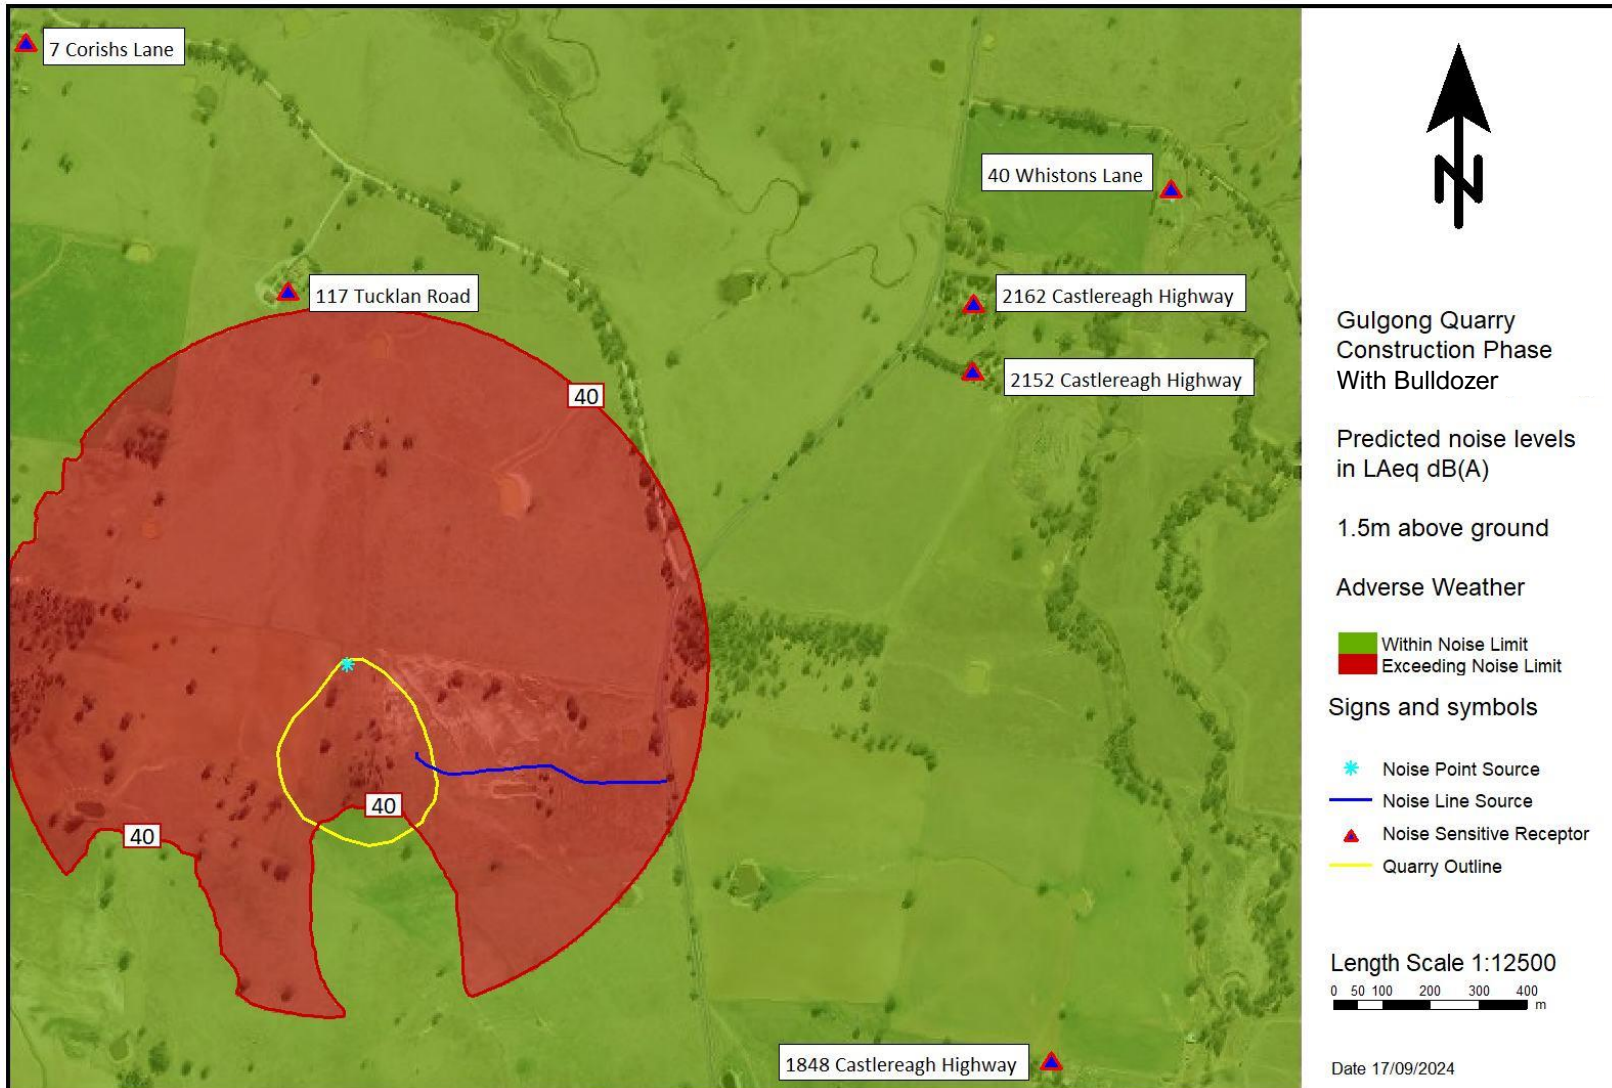 7 Corishs Lane
40 Whistons Lane
117 Tucklan Road
2162 Castlereagh Highway
2152 Castlereagh Highway
40
40
40
1848 Castlereagh Highway
N
Gulgong Quarry
Construction Phase
With Bulldozer
Predicted noise levels
in LAeq dB(A)
1.5m above ground
Adverse Weather
Within Noise Limit
Exceeding Noise Limit
Signs and symbols
Noise Point Source
Noise Line Source
Noise Sensitive Receptor
Quarry Outline
Length Scale 1:12500
0 50 100 200 300 400
m
Date 17/09/2024